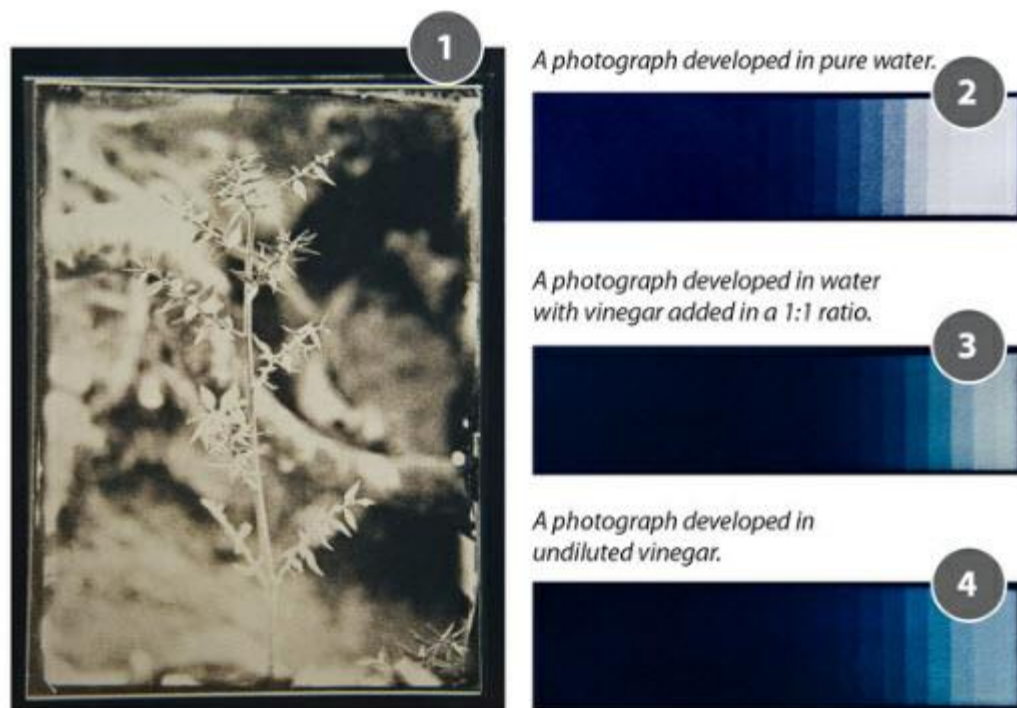 1
A photograph developed in pure water.
2
A photograph developed in water
with vinegar added in a 1:1 ratio.
3
A photograph developed in
undiluted vinegar.
4